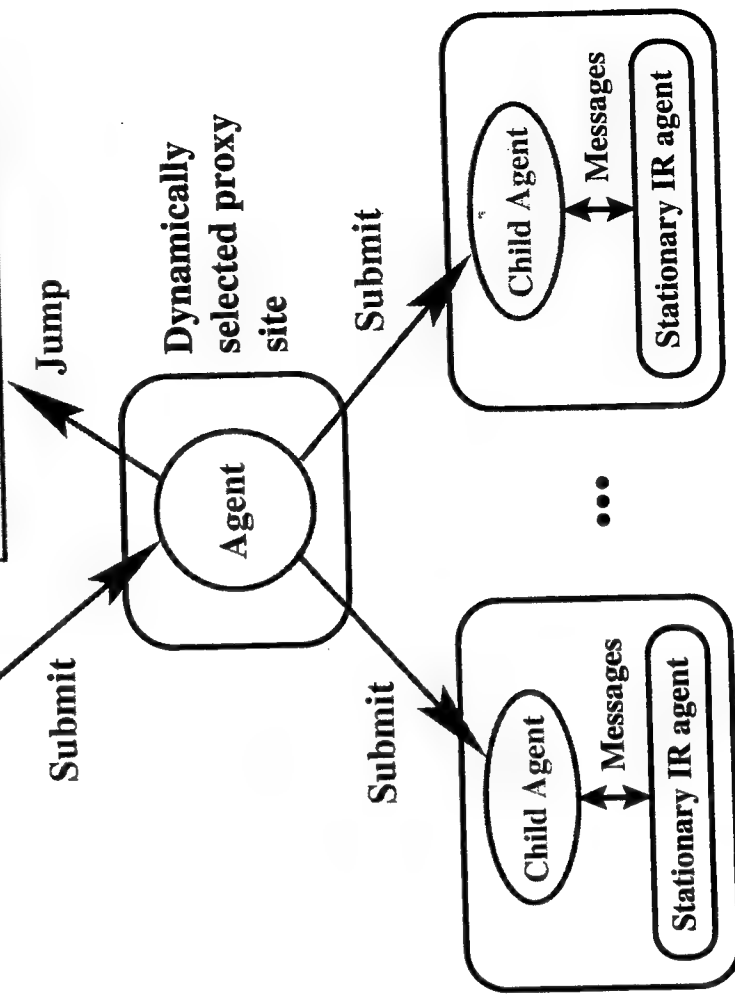 Submit
Jump
Agent
Dynamically
selected proxy
site
Submit
Submit
Child Agent
Messages
Stationary IR agent
...
Child Agent
Messages
Stationary IR agent